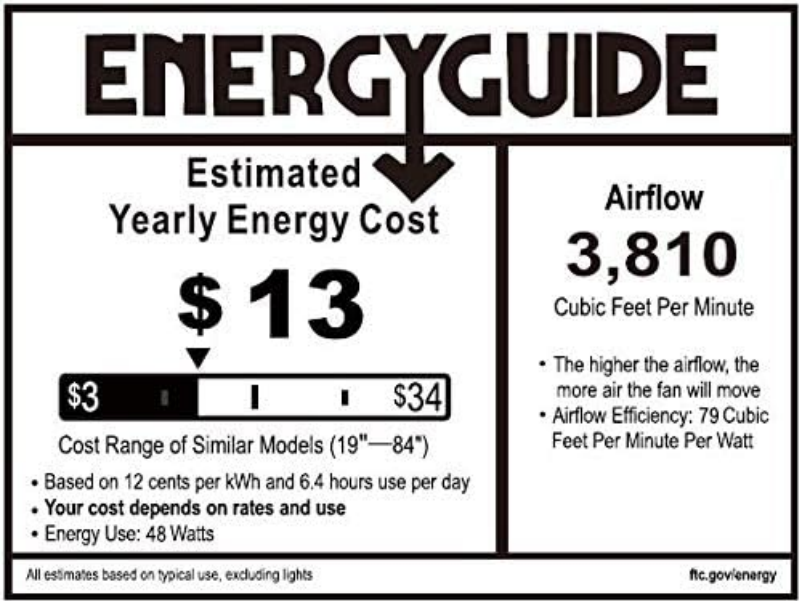 ENERGYGUIDE
Estimated
Yearly Energy Cost
$ 13
$3 $34
Cost Range of Similar Models (19"—84")
• Based on 12 cents per kWh and 6.4 hours use per day
• Your cost depends on rates and use
• Energy Use: 48 Watts
Airflow
3,810
Cubic Feet Per Minute
• The higher the airflow, the
more air the fan will move
• Airflow Efficiency: 79 Cubic
Feet Per Minute Per Watt
All estimates based on typical use, excluding lights
ftc.gov/energy